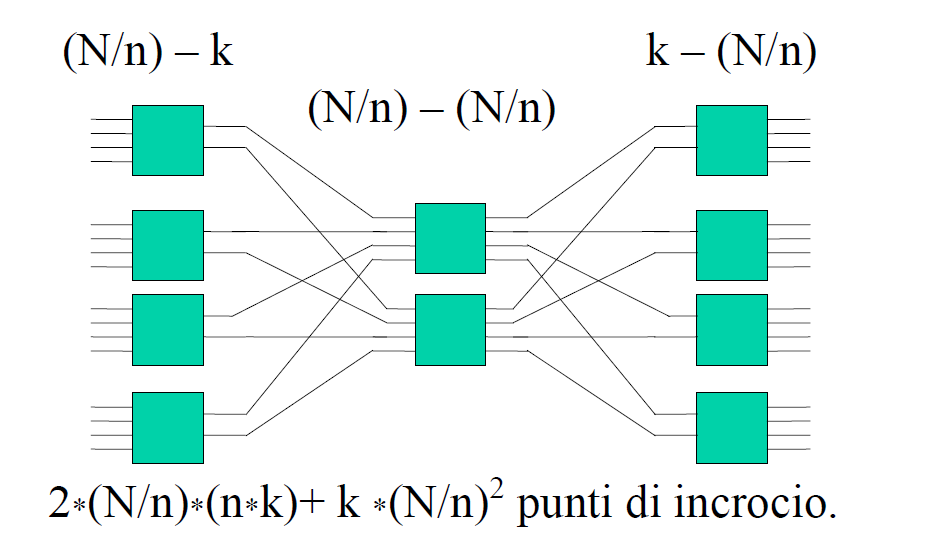 (N/n) – k
k – (N/n)
(N/n) – (N/n)
2*(N/n)*(n*k)+ k *(N/n)² punti di incrocio.